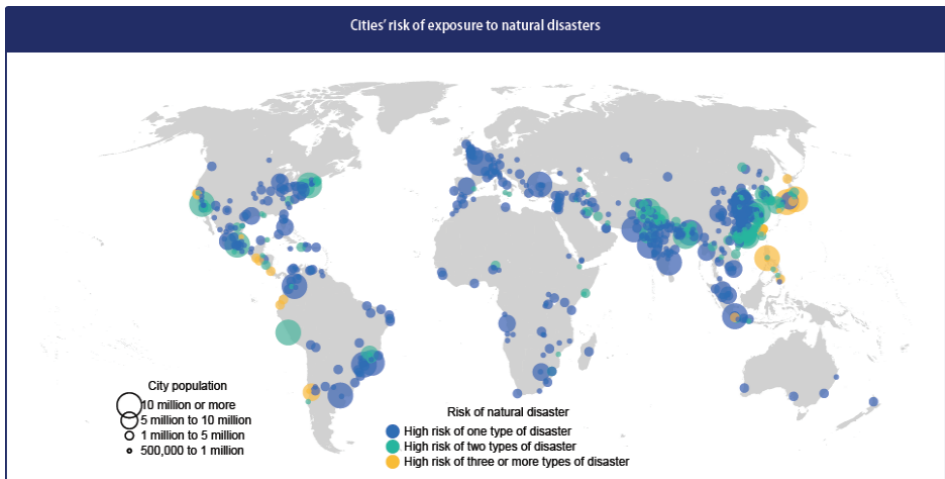 Cities' risk of exposure to natural disasters
City population
10 million or more
5 million to 10 million
1 million to 5 million
500,000 to 1 million
Risk of natural disaster
High risk of one type of disaster
High risk of two types of disaster
High risk of three or more types of disaster